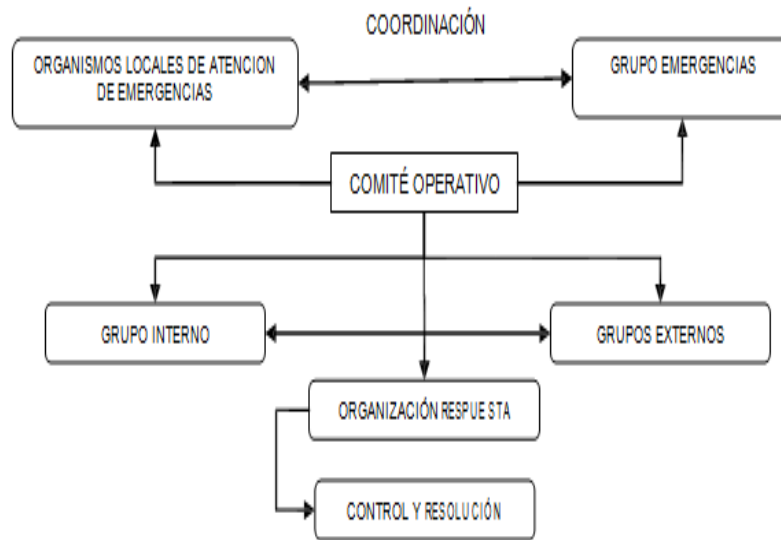 COORDINACIÓN
ORGANISMOS LOCALES DE ATENCION
DE EMERGENCIAS
GRUPO EMERGENCIAS
COMITÉ OPERATIVO
GRUPO INTERNO
GRUPOS EXTERNOS
ORGANIZACIÓN RESPUESTA
CONTROL Y RESOLUCIÓN